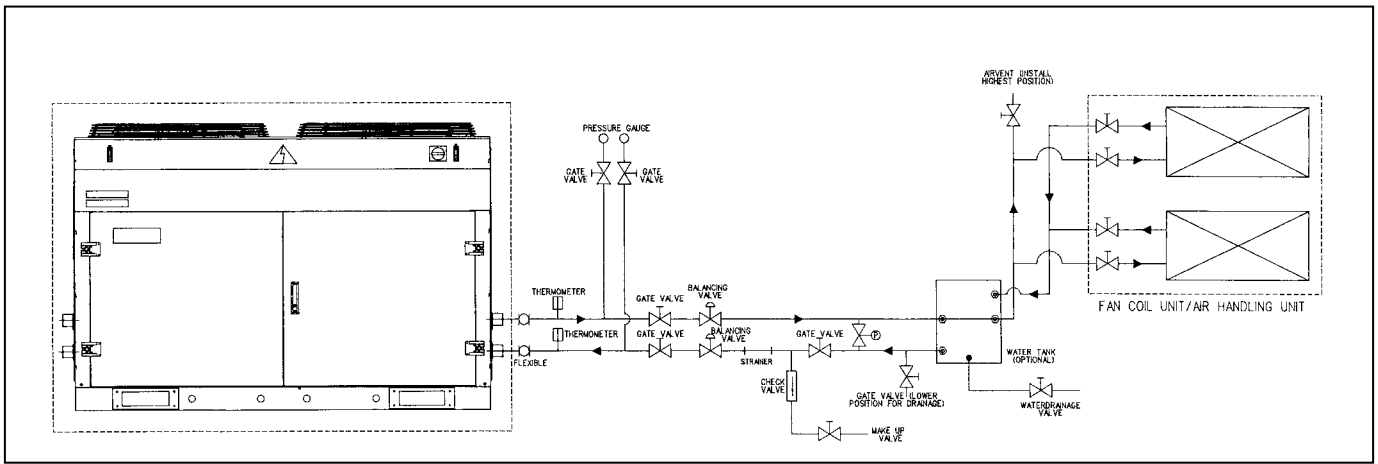 AIRVENT (INSTALL
HIGHEST POSITION)
PRESSURE GAUGE
GATE
VALVE
GATE
VALVE
FAN COIL UNIT/AIR HANDLING UNIT
THERMOMETER
GATE VALVE
BALANCING
VALVE
THERMOMETER
GATE VALVE
BALANCING
VALVE
GATE VALVE
P
FLEXIBLE
STRAINER
WATER TANK
(OPTIONAL)
CHECK
VALVE
GATE VALVE (LOWER
POSITION FOR DRAINAGE)
WATERDRAINAGE
VALVE
MAKE UP
VALVE